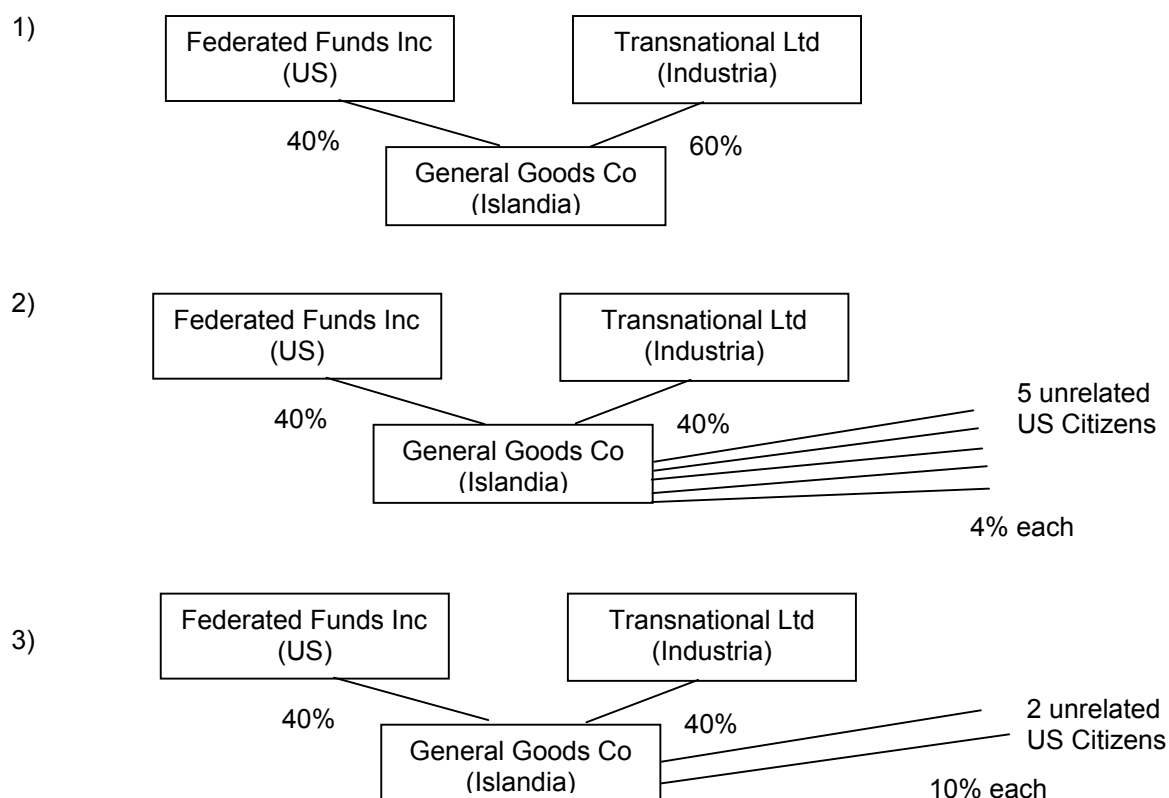 1)
Federated Funds Inc
(US)
Transnational Ltd
(Industria)
40%
60%
General Goods Co
(Islandia)
2)
Federated Funds Inc
(US)
Transnational Ltd
(Industria)
40%
40%
5 unrelated
US Citizens
General Goods Co
(Islandia)
4% each
3)
Federated Funds Inc
(US)
Transnational Ltd
(Industria)
40%
40%
2 unrelated
US Citizens
General Goods Co
(Islandia)
10% each